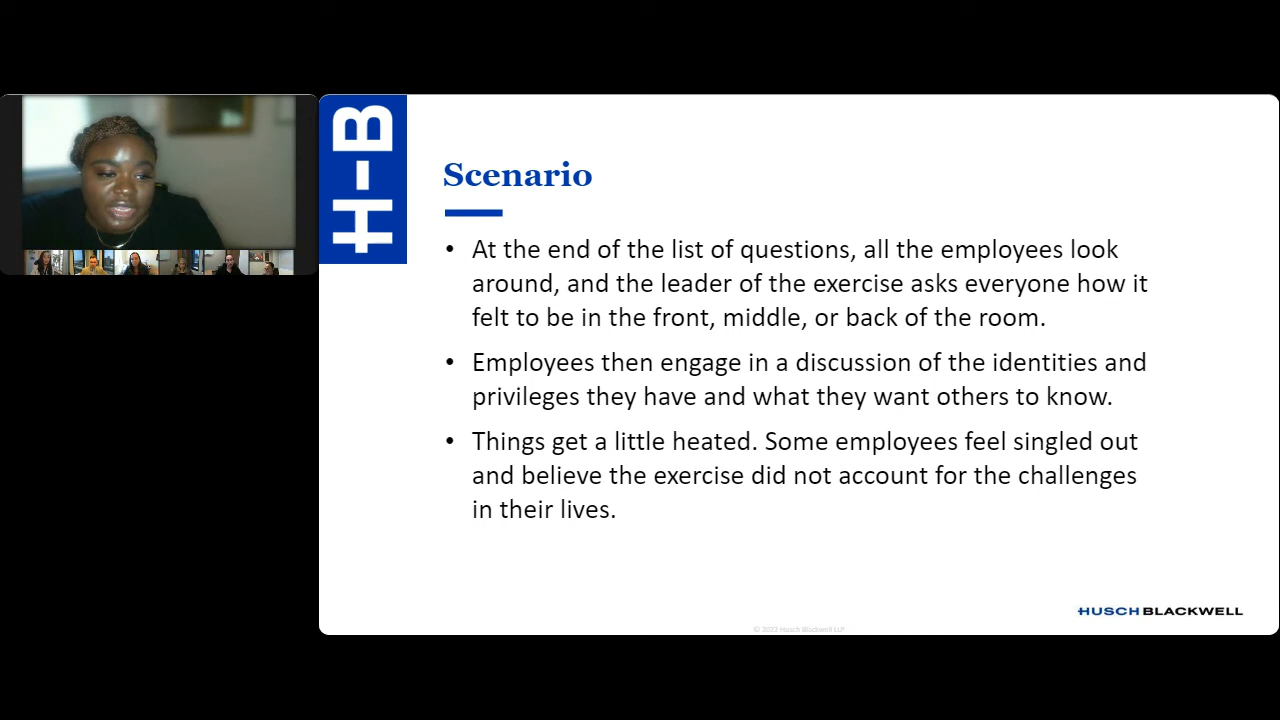 H-B
Scenario
• At the end of the list of questions, all the employees look
around, and the leader of the exercise asks everyone how it
felt to be in the front, middle, or back of the room.
• Employees then engage in a discussion of the identities and
privileges they have and what they want others to know.
• Things get a little heated. Some employees feel singled out
and believe the exercise did not account for the challenges
in their lives.
HUSCH BLACKWELL
© 2022 Husch Blackwell LLP